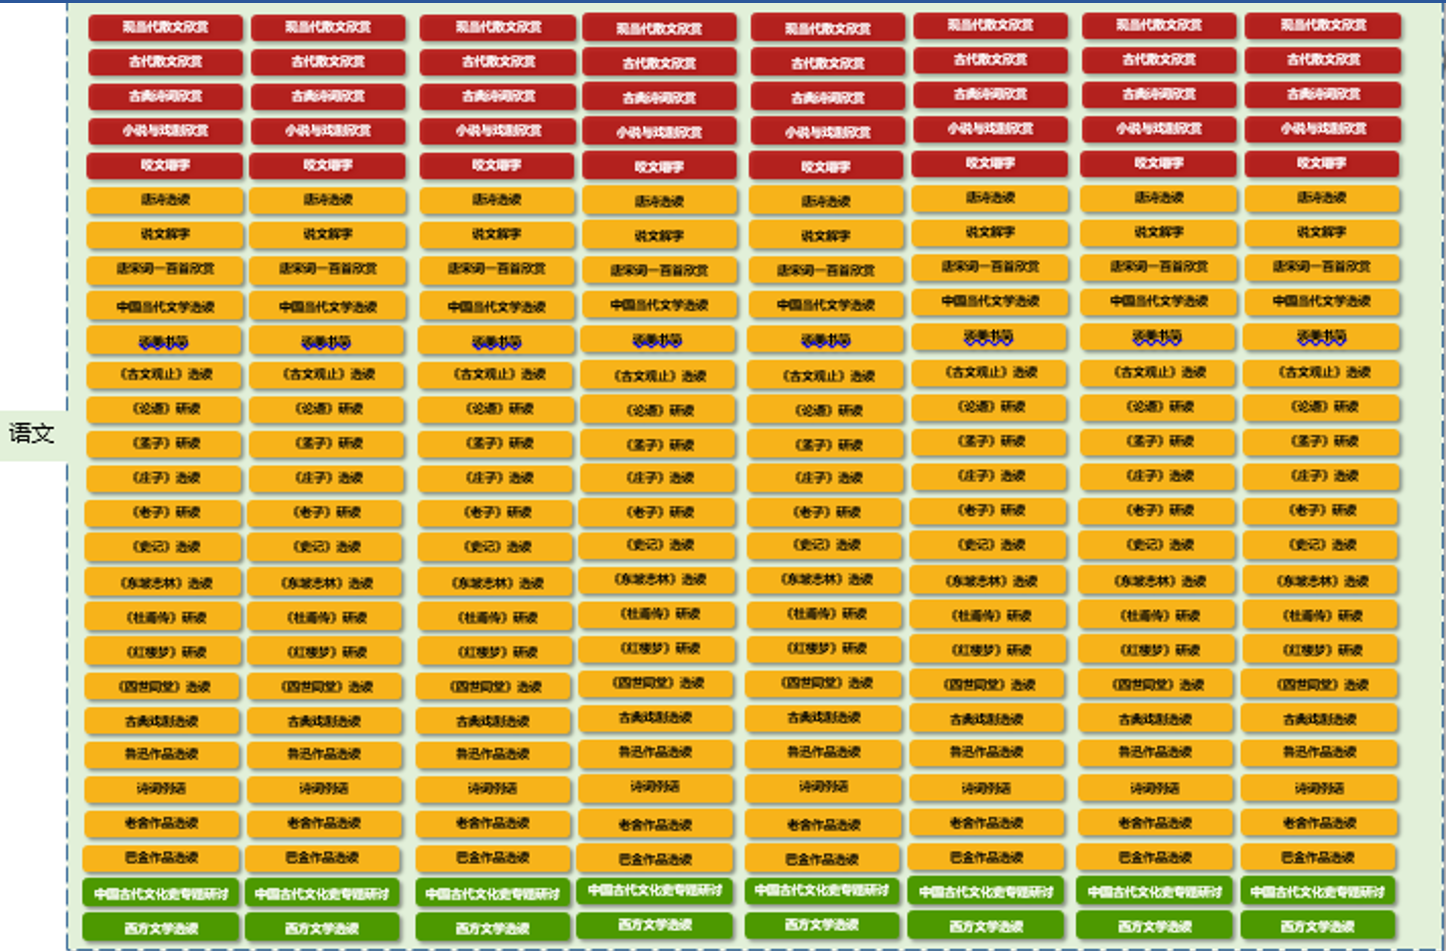 现当代散文欣赏 现当代散文欣赏 现当代散文欣赏 现当代散文欣赏 现当代散文欣赏 现当代散文欣赏 现当代散文欣赏 现当代散文欣赏
古代散文欣赏 古代散文欣赏 古代散文欣赏 古代散文欣赏 古代散文欣赏 古代散文欣赏 古代散文欣赏 古代散文欣赏
古典诗词欣赏 古典诗词欣赏 古典诗词欣赏 古典诗词欣赏 古典诗词欣赏 古典诗词欣赏 古典诗词欣赏 古典诗词欣赏
小说与戏剧欣赏 小说与戏剧欣赏 小说与戏剧欣赏 小说与戏剧欣赏 小说与戏剧欣赏 小说与戏剧欣赏 小说与戏剧欣赏 小说与戏剧欣赏
咬文嚼字 咬文嚼字 咬文嚼字 咬文嚼字 咬文嚼字 咬文嚼字 咬文嚼字 咬文嚼字
唐诗选读 唐诗选读 唐诗选读 唐诗选读 唐诗选读 唐诗选读 唐诗选读 唐诗选读
说文解字 说文解字 说文解字 说文解字 说文解字 说文解字 说文解字 说文解字
唐宋词一百首欣赏 唐宋词一百首欣赏 唐宋词一百首欣赏 唐宋词一百首欣赏 唐宋词一百首欣赏 唐宋词一百首欣赏 唐宋词一百首欣赏 唐宋词一百首欣赏
中国当代文学选读 中国当代文学选读 中国当代文学选读 中国当代文学选读 中国当代文学选读 中国当代文学选读 中国当代文学选读 中国当代文学选读
谈美书简 谈美书简 谈美书简 谈美书简 谈美书简 谈美书简 谈美书简 谈美书简
《古文观止》选读 《古文观止》选读 《古文观止》选读 《古文观止》选读 《古文观止》选读 《古文观止》选读 《古文观止》选读 《古文观止》选读
《论语》研读 《论语》研读 《论语》研读 《论语》研读 《论语》研读 《论语》研读 《论语》研读 《论语》研读
语文
《孟子》研读 《孟子》研读 《孟子》研读 《孟子》研读 《孟子》研读 《孟子》研读 《孟子》研读 《孟子》研读
《庄子》选读 《庄子》选读 《庄子》选读 《庄子》选读 《庄子》选读 《庄子》选读 《庄子》选读 《庄子》选读
《老子》研读 《老子》研读 《老子》研读 《老子》研读 《老子》研读 《老子》研读 《老子》研读 《老子》研读
《史记》选读 《史记》选读 《史记》选读 《史记》选读 《史记》选读 《史记》选读 《史记》选读 《史记》选读
《东坡志林》选读 《东坡志林》选读 《东坡志林》选读 《东坡志林》选读 《东坡志林》选读 《东坡志林》选读 《东坡志林》选读 《东坡志林》选读
《杜甫传》研读 《杜甫传》研读 《杜甫传》研读 《杜甫传》研读 《杜甫传》研读 《杜甫传》研读 《杜甫传》研读 《杜甫传》研读
《红楼梦》研读 《红楼梦》研读 《红楼梦》研读 《红楼梦》研读 《红楼梦》研读 《红楼梦》研读 《红楼梦》研读 《红楼梦》研读
《四世同堂》选读 《四世同堂》选读 《四世同堂》选读 《四世同堂》选读 《四世同堂》选读 《四世同堂》选读 《四世同堂》选读 《四世同堂》选读
古典戏剧选读 古典戏剧选读 古典戏剧选读 古典戏剧选读 古典戏剧选读 古典戏剧选读 古典戏剧选读 古典戏剧选读
鲁迅作品选读 鲁迅作品选读 鲁迅作品选读 鲁迅作品选读 鲁迅作品选读 鲁迅作品选读 鲁迅作品选读 鲁迅作品选读
诗词例话 诗词例话 诗词例话 诗词例话 诗词例话 诗词例话 诗词例话 诗词例话
老舍作品选读 老舍作品选读 老舍作品选读 老舍作品选读 老舍作品选读 老舍作品选读 老舍作品选读 老舍作品选读
巴金作品选读 巴金作品选读 巴金作品选读 巴金作品选读 巴金作品选读 巴金作品选读 巴金作品选读 巴金作品选读
中国古代文化史专题研讨 中国古代文化史专题研讨 中国古代文化史专题研讨 中国古代文化史专题研讨 中国古代文化史专题研讨 中国古代文化史专题研讨 中国古代文化史专题研讨 中国古代文化史专题研讨
西方文学选读 西方文学选读 西方文学选读 西方文学选读 西方文学选读 西方文学选读 西方文学选读 西方文学选读